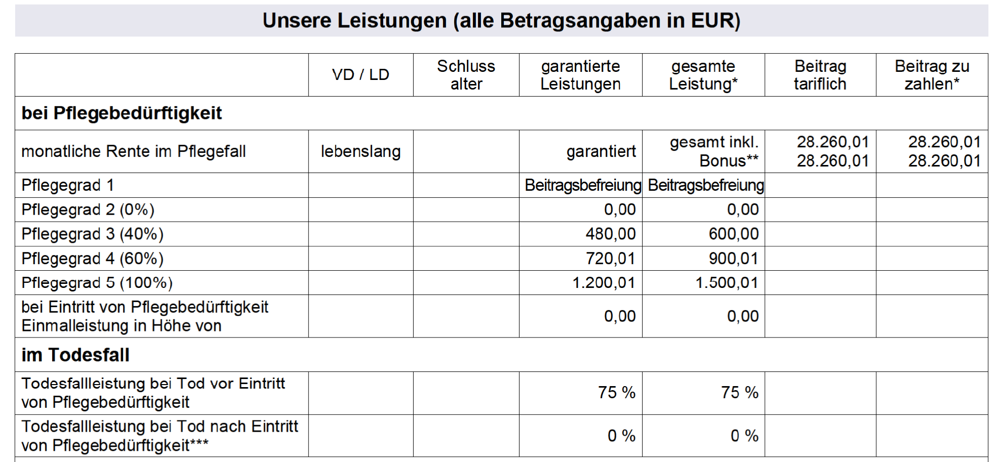 Unsere Leistungen (alle Betragsangaben in EUR)
VD / LD
Schluss
alter
garantierte
Leistungen
gesamte
Leistung*
Beitrag
tariflich
Beitrag zu
zahlen*
bei Pflegebedürftigkeit
monatliche Rente im Pflegefall
lebenslang
garantiert
gesamt inkl.
Bonus**
28.260,01
28.260,01
28.260,01
28.260,01
Pflegegrad 1
Beitragsbefreiung
Beitragsbefreiung
Pflegegrad 2 (0%)
0,00
0,00
Pflegegrad 3 (40%)
480,00
600,00
Pflegegrad 4 (60%)
720,01
900,01
Pflegegrad 5 (100%)
1.200,01
1.500,01
bei Eintritt von Pflegebedürftigkeit
Einmalleistung in Höhe von
0,00
0,00
im Todesfall
Todesfallleistung bei Tod vor Eintritt
von Pflegebedürftigkeit
75 %
75 %
Todesfallleistung bei Tod nach Eintritt
von Pflegebedürftigkeit***
0 %
0 %